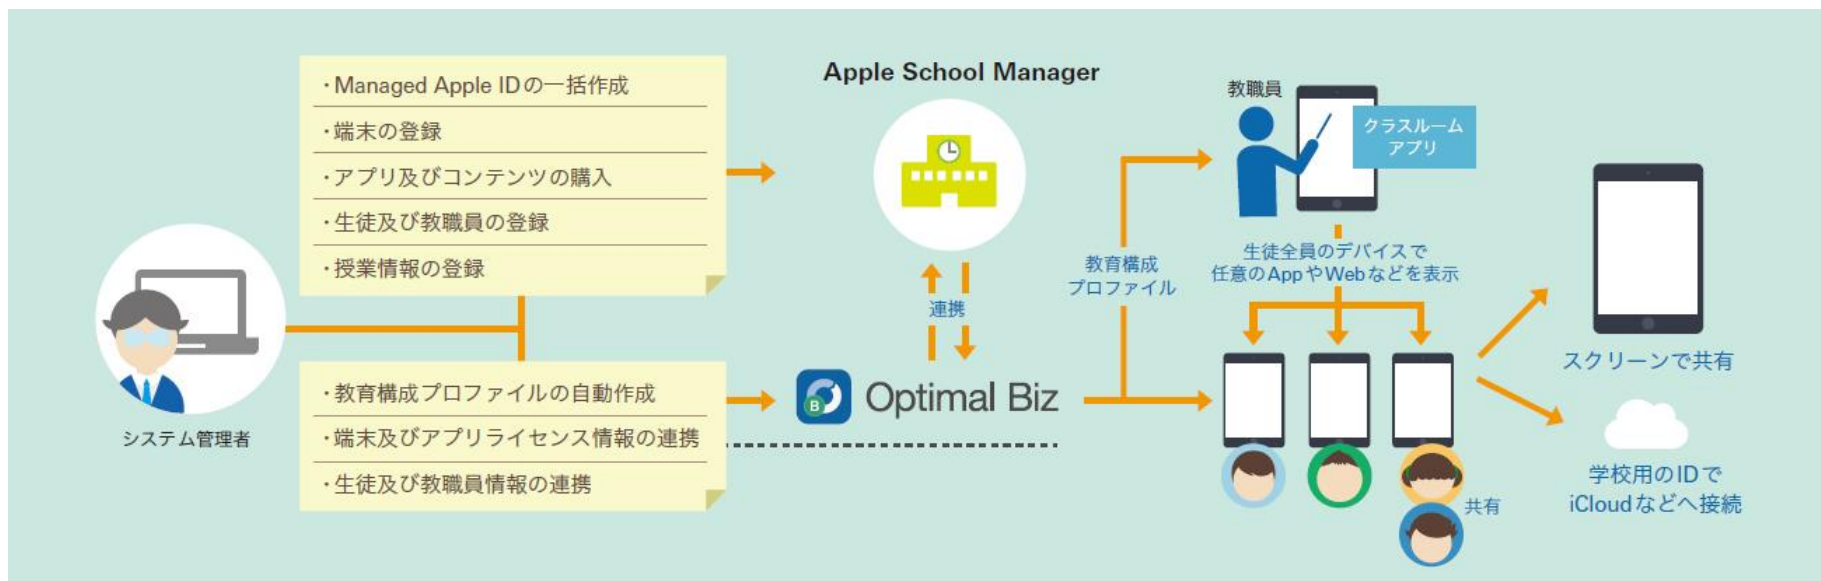 ・Managed Apple IDの一括作成
・端末の登録
・アプリ及びコンテンツの購入
・生徒及び教職員の登録
・授業情報の登録
システム管理者
・教育構成プロファイルの自動作成
・端末及びアプリライセンス情報の連携
・生徒及び教職員情報の連携
Apple School Manager
連携
B
Optimal Biz
教育構成
プロファイル
教職員
クラスルーム
アプリ
生徒全員のデバイスで
任意のAppやWebなどを表示
共有
スクリーンで共有
学校用のIDで
iCloudなどへ接続